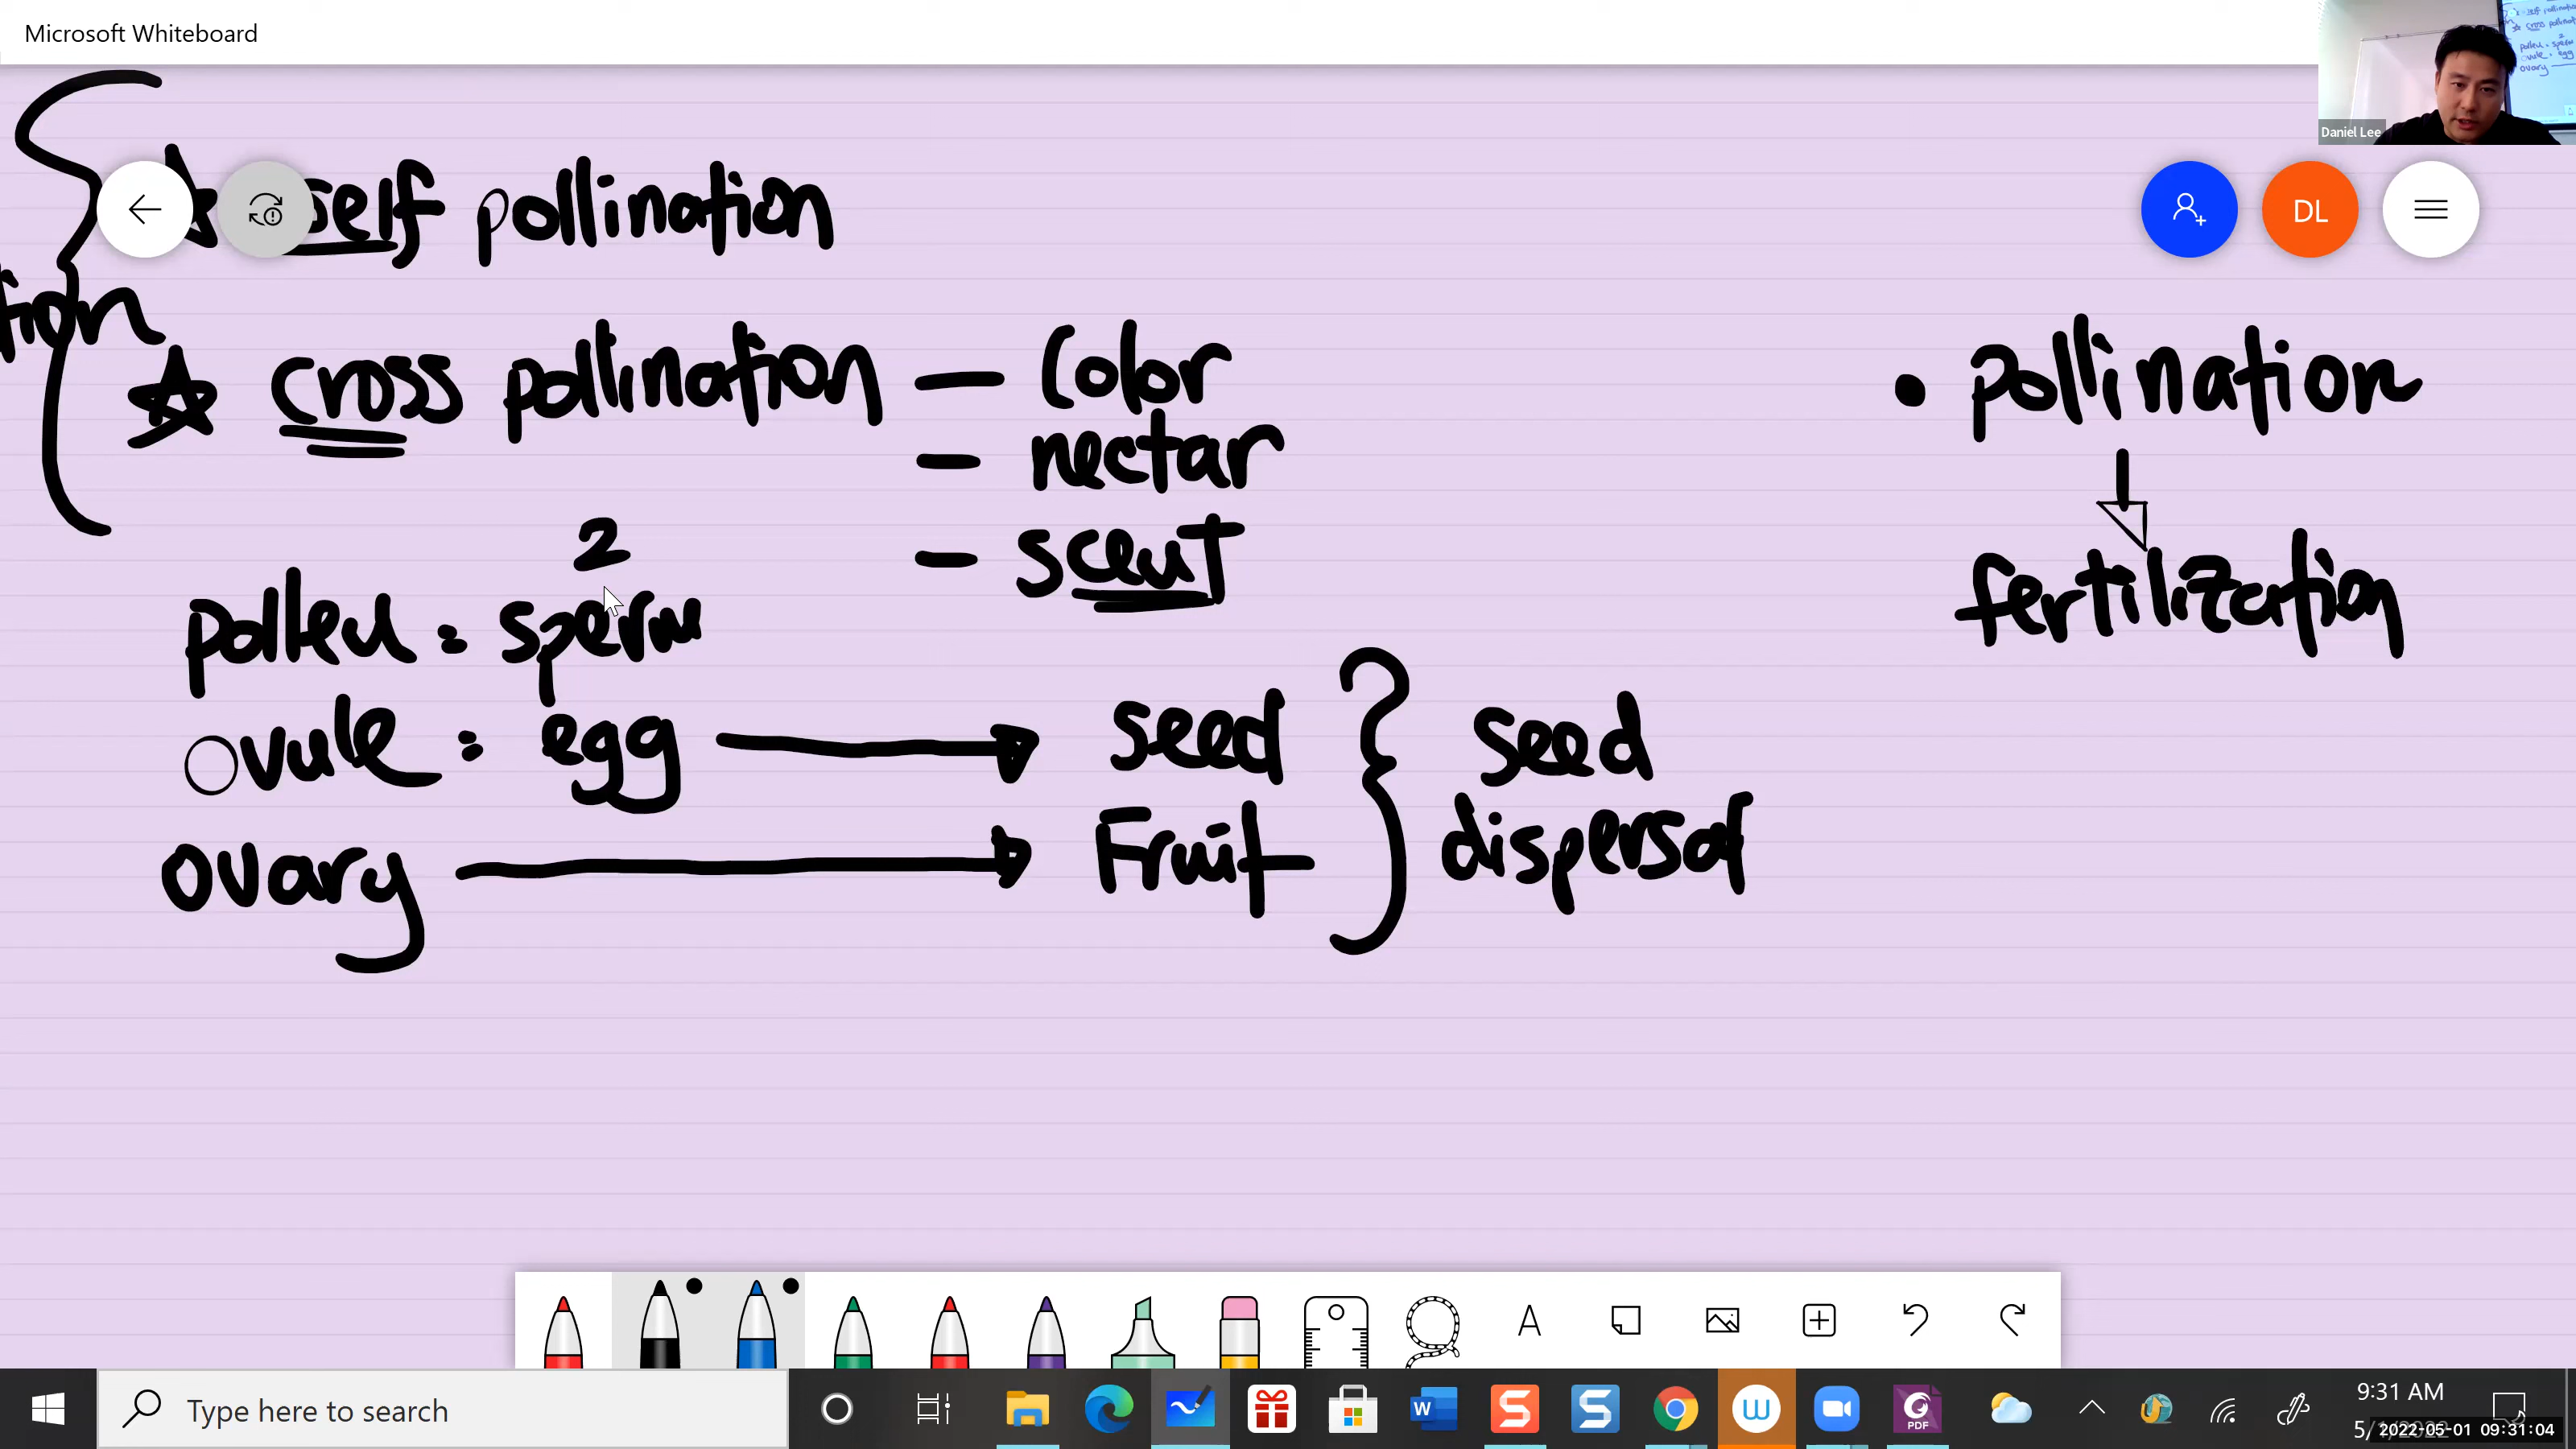 Microsoft Whiteboard
Daniel Lee
self pollination
tion
cross pollination — Color
- nectar
- scent
2
pollen = sperm
ovule = egg → seed
ovary → Fruit
seed
dispersal
DL
• pollination
↓
fertilization
Type here to search
9:31 AM
2022-05-01 09:31:04